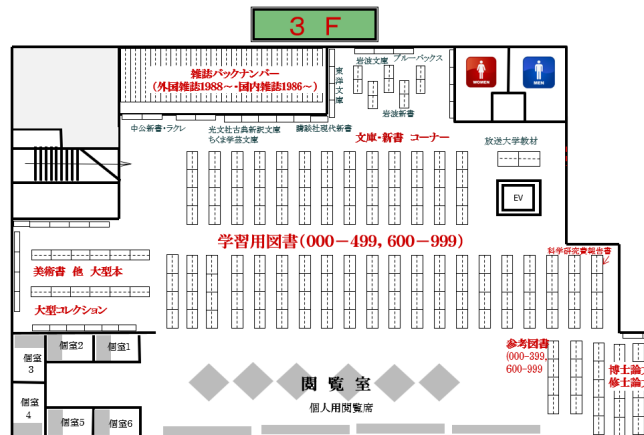 3 F
雑誌バックナンバー
(外国雑誌1988～・国内雑誌1986～)
東洋文庫
岩波文庫
ブルーバックス
岩波新書
WOMEN
MEN
中公新書・ラクレ
光文社古典新訳文庫
ちくま学芸文庫
講談社現代新書
文庫・新書 コーナー
放送大学教材
EV
学習用図書(000－499, 600－999)
科学研究費報告書
美術書 他 大型本
大型コレクション
個室3
個室2
個室1
個室4
個室5
個室6
閲 覧 室
個人用閲覧席
参考図書
(000-399,
600-999
博士論文
修士論文